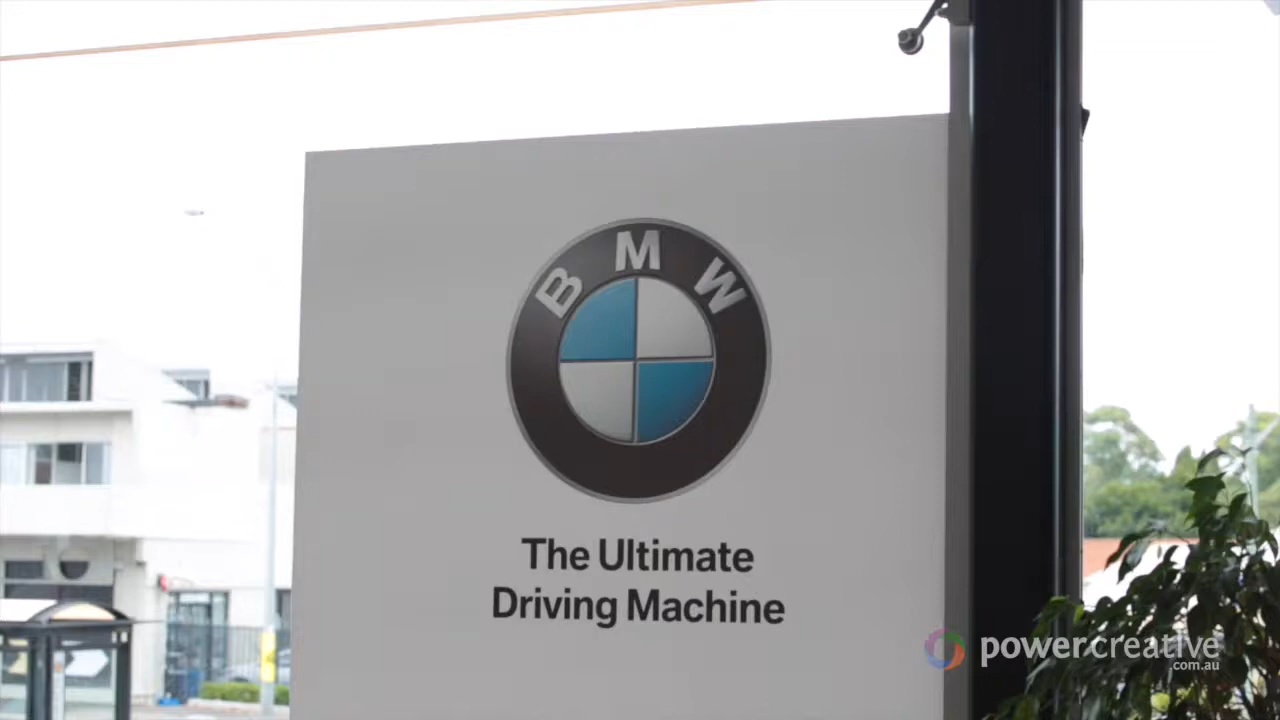 BMW
The Ultimate
Driving Machine
powercreative
.com.au